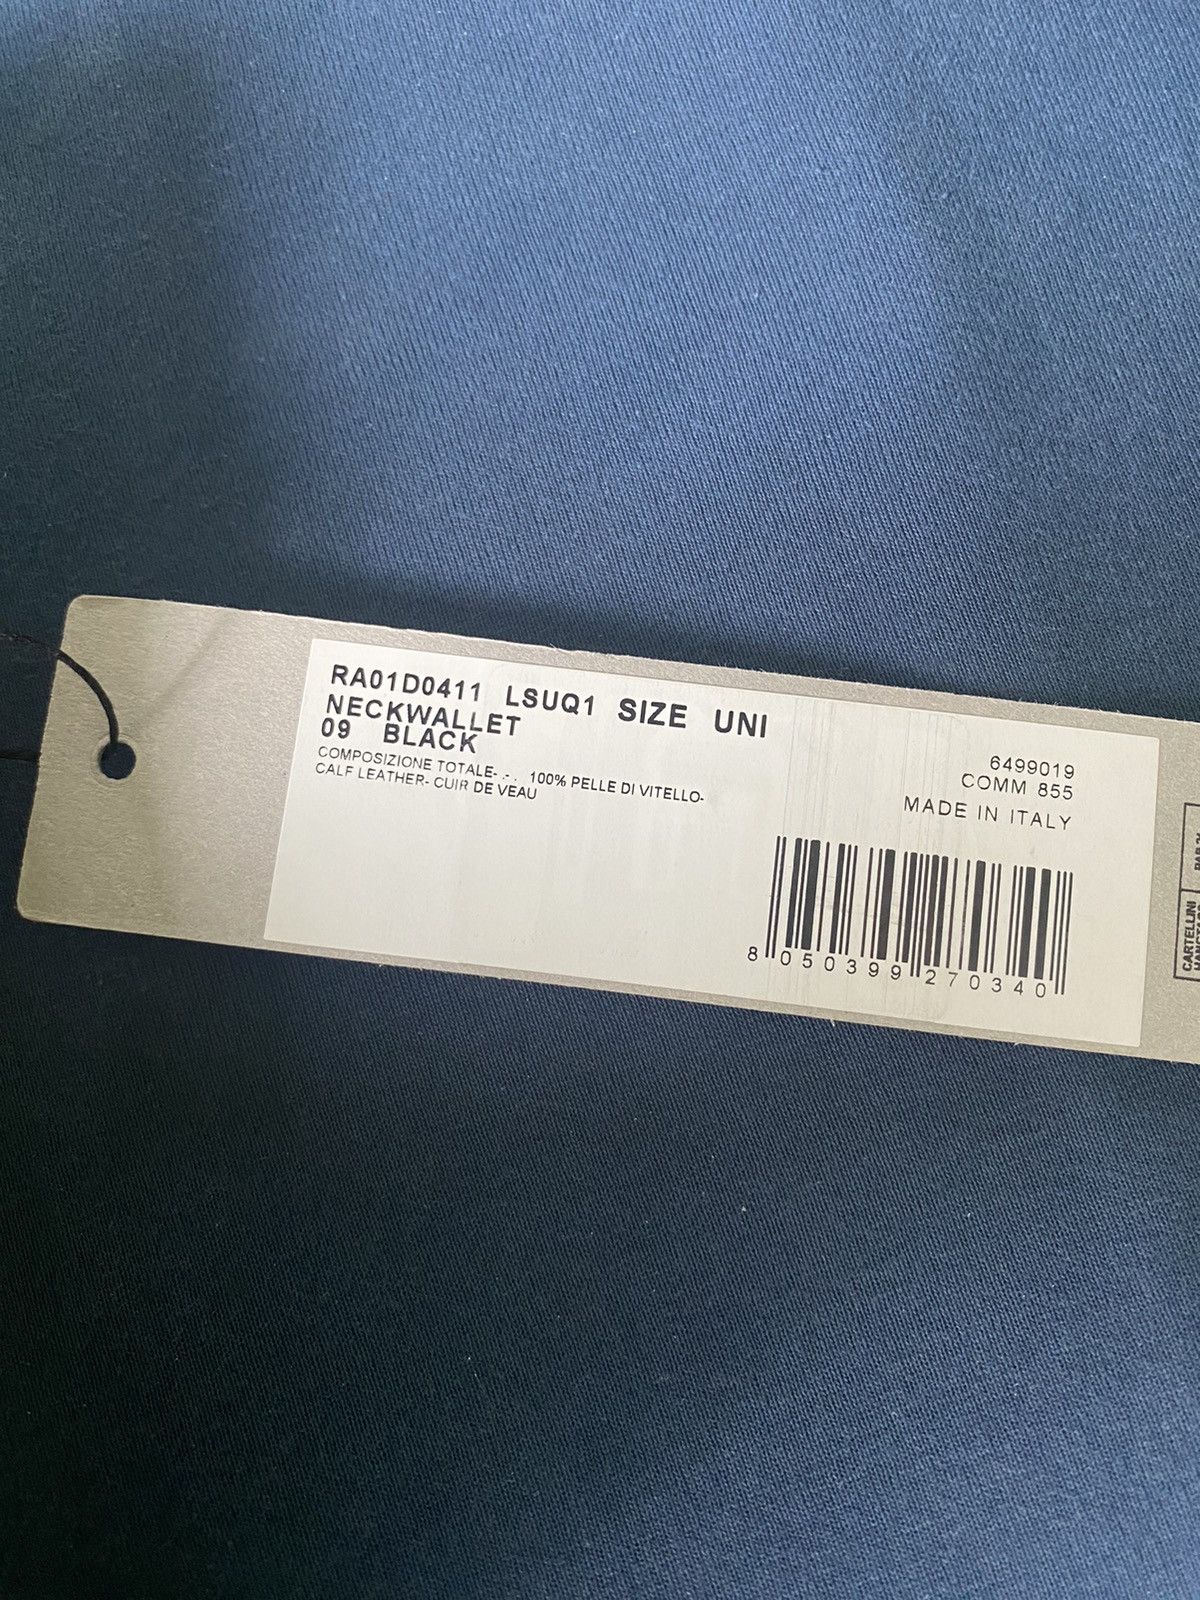 RA01D0411 LSUQ1 SIZE UNI
NECKWALLET
09 BLACK
COMPOSIZIONE TOTALE- .- . 100% PELLE DI VITELLO-
CALF LEATHER- CUIR DE VEAU
6499019
COMM 855
MADE IN ITALY
8 050399 270340
CARTELLINI